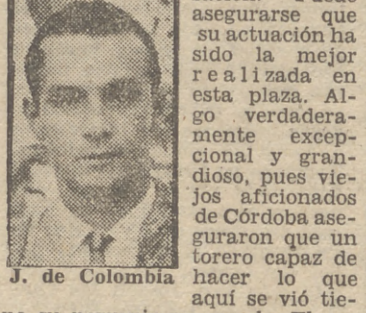 asegurarse que
su actuación ha
sido la mejor
realizada en
esta plaza. Al-
go verdadera-
mente excep-
cional y gran-
dioso, pues vie-
jos aficionados
de Córdoba ase-
guraron que un
torero capaz de
hacer lo que
aquí se vió tie-
J. de Colombia